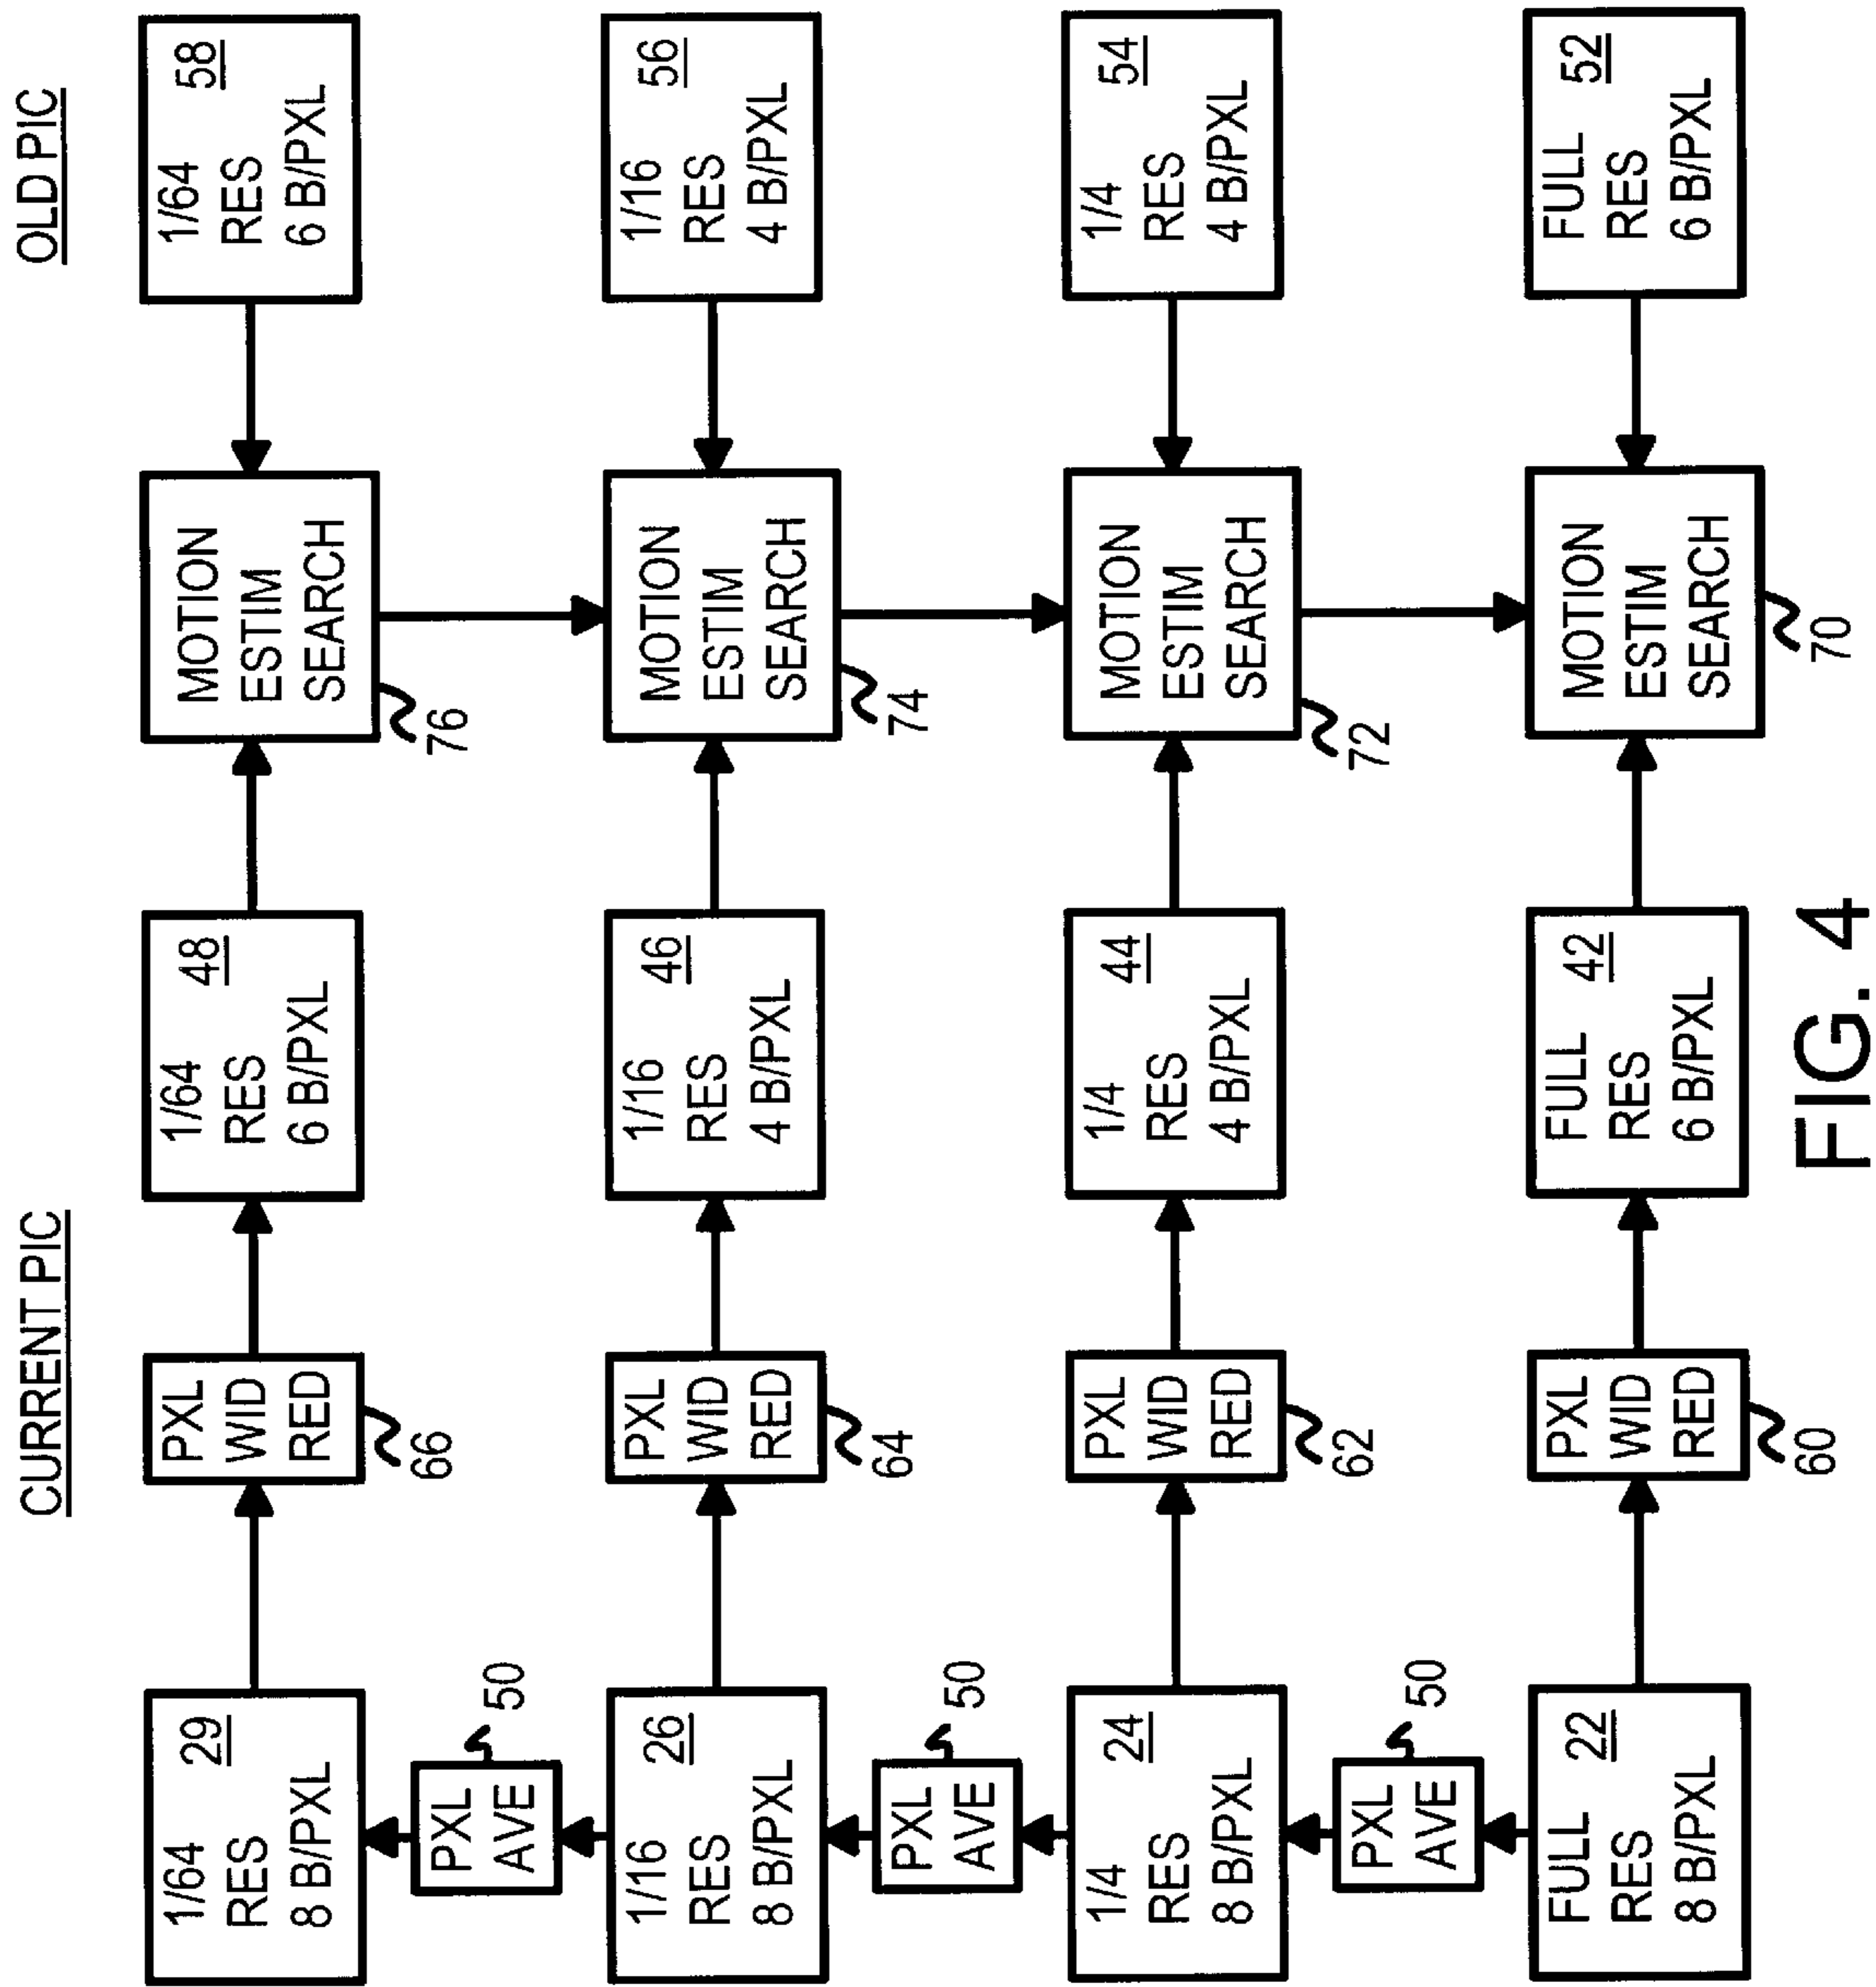 CURRENT PIC
OLD PIC
1/64 29
RES
8 B/PXL
PXL
WID
RED
66
1/64 48
RES
6 B/PXL
MOTION
ESTIM
SEARCH
76
1/64 58
RES
6 B/PXL
PXL
AVE
50
1/16 26
RES
8 B/PXL
PXL
WID
RED
64
1/16 46
RES
4 B/PXL
MOTION
ESTIM
SEARCH
74
1/16 56
RES
4 B/PXL
PXL
AVE
50
1/4 24
RES
8 B/PXL
PXL
WID
RED
62
1/4 44
RES
4 B/PXL
MOTION
ESTIM
SEARCH
72
1/4 54
RES
4 B/PXL
PXL
AVE
50
FULL 22
RES
8 B/PXL
PXL
WID
RED
60
FULL 42
RES
6 B/PXL
MOTION
ESTIM
SEARCH
70
FULL 52
RES
6 B/PXL
FIG. 4